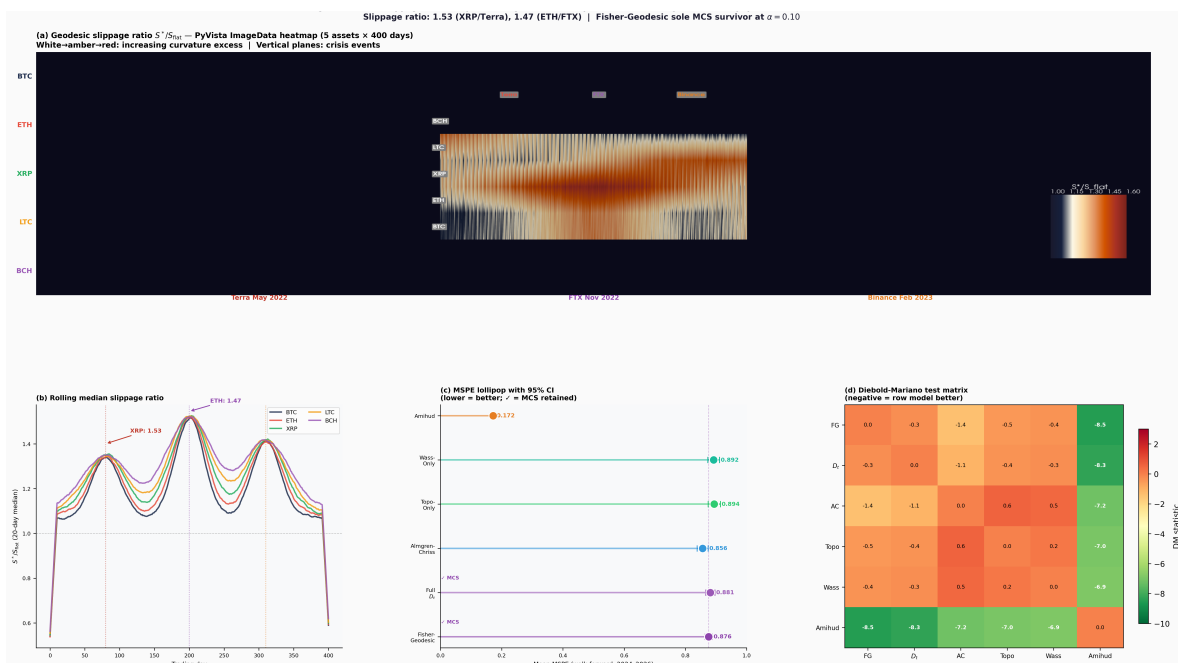 Slippage ratio: 1.53 (XRP/Terra), 1.47 (ETH/FTX) | Fisher-Geodesic sole MCS survivor at α = 0.10
(a) Geodesic slippage ratio S*/S_flat — PyVista ImageData heatmap (5 assets × 400 days)
White→amber→red: increasing curvature excess | Vertical planes: crisis events
BTC
ETH
XRP
LTC
BCH
BCH
LTC
XRP
ETH
BTC
S*/S_flat
1.00 1.15 1.30 1.45 1.60
Terra May 2022
FTX Nov 2022
Binance Feb 2023
(b) Rolling median slippage ratio
ETH: 1.47
XRP: 1.53
BTC
ETH
XRP
LTC
BCH
S*/S_flat (20-day median)
1.4
1.2
1.0
0.8
0.6
0 50 100 150 200 250 300 350 400
(c) MSPE lollipop with 95% CI
(lower = better; ✓ = MCS retained)
Amihud
0.172
Wass-
Only
0.892
Topo-
Only
0.894
Almgren-
Chriss
0.856
✓ MCS
Full
D_t
0.881
✓ MCS
Fisher-
Geodesic
0.876
0.0 0.2 0.4 0.6 0.8 1.0
(d) Diebold-Mariano test matrix
(negative = row model better)
FG 0.0 -0.3 -1.4 -0.5 -0.4 -8.5
D_t -0.3 0.0 -1.1 -0.4 -0.3 -8.3
AC -1.4 -1.1 0.0 0.6 0.5 -7.2
Topo -0.5 -0.4 0.6 0.0 0.2 -7.0
Wass -0.4 -0.3 0.5 0.2 0.0 -6.9
Amihud -8.5 -8.3 -7.2 -7.0 -6.9 0.0
FG D_t AC Topo Wass Amihud
2
0
−2
−4
−6
−8
−10
DM statistic